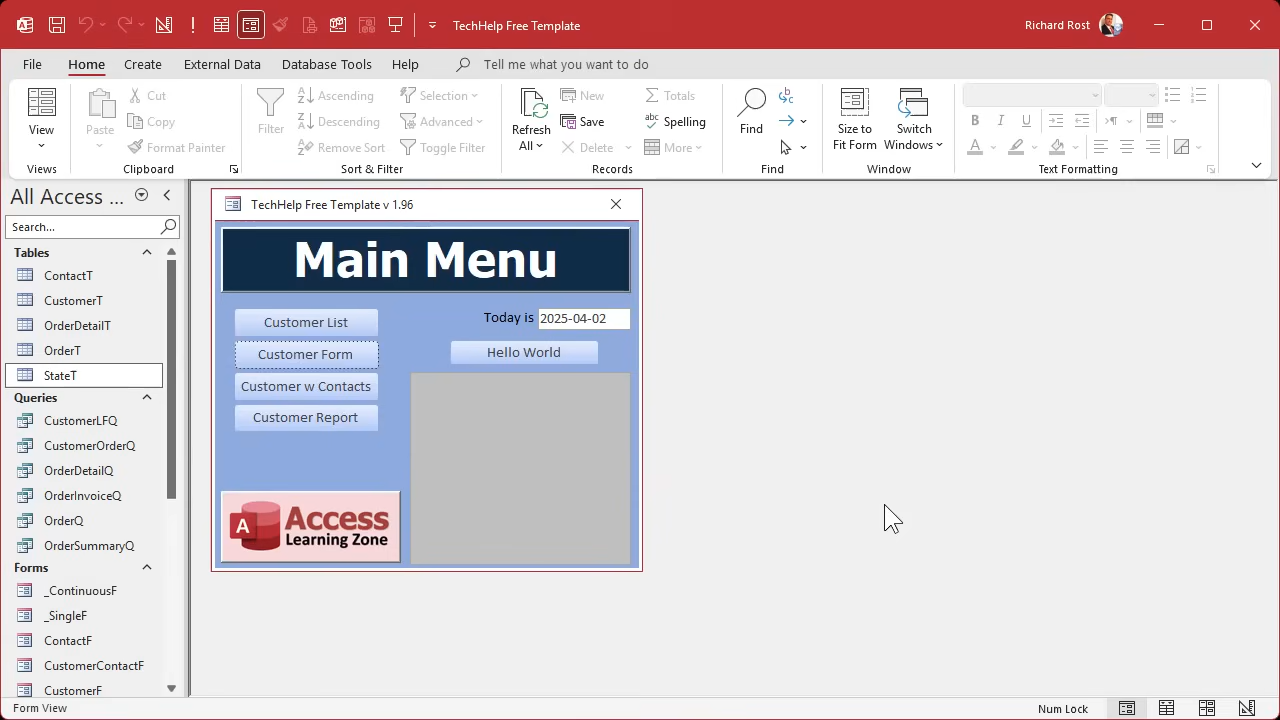 TechHelp Free Template
Richard Rost
File Home Create External Data Database Tools Help Tell me what you want to do
View
Views
Paste
Cut
Copy
Format Painter
Clipboard
Filter
Ascending
Descending
Remove Sort
Selection
Advanced
Toggle Filter
Sort & Filter
Refresh
All
New
Save
Delete
Totals
Spelling
More
Records
Find
Find
Size to
Fit Form
Switch
Windows
Window
B I U
A
Text Formatting
All Access ...
Search...
Tables
ContactT
CustomerT
OrderDetailT
OrderT
StateT
Queries
CustomerLFQ
CustomerOrderQ
OrderDetailQ
OrderInvoiceQ
OrderQ
OrderSummaryQ
Forms
_ContinuousF
_SingleF
ContactF
CustomerContactF
CustomerF
TechHelp Free Template v 1.96
Main Menu
Customer List
Customer Form
Customer w Contacts
Customer Report
Today is 2025-04-02
Hello World
A Access
Learning Zone
Form View
Num Lock